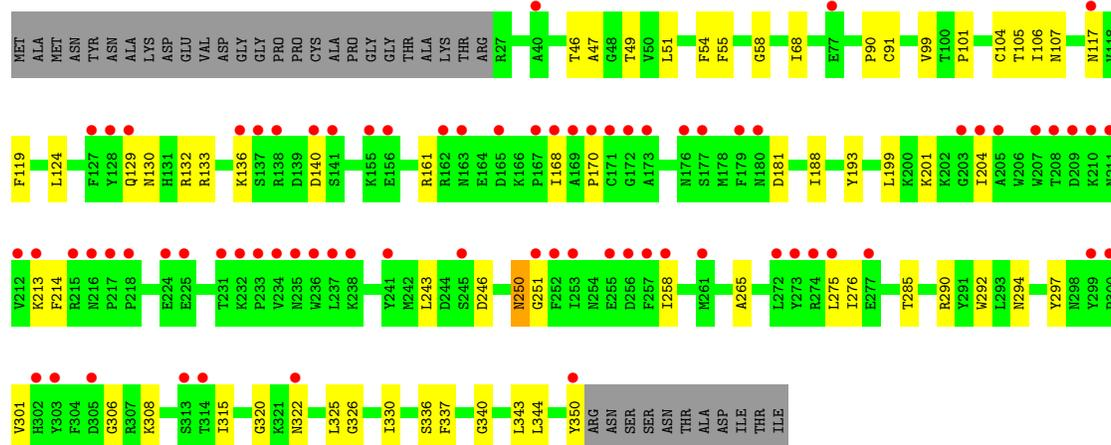 MET ALA MET ASN TYR ASN ALA LYS ASP GLU VAL ASP GLY GLY PRO PRO CYS ALA PRO GLY GLY THR ALA LYS THR ARG R27 A40 T46 A47 G48 T49 V50 L51 F54 F55 G58 I68 E77 P90 C91 V99 T100 P101 C104 T105 I106 N107 N117
F119 L124 F127 Y128 Q129 N130 H131 R132 R133 K136 S137 R138 D139 D140 S141 K155 E156 R161 R162 N163 E164 D165 K166 P167 I168 A169 P170 C171 G172 A173 N176 S177 M178 F179 N180 D181 I188 Y193 L199 K200 K201 K202 G203 I204 A205 W206 W207 T208 D209 K210
V212 K213 F214 R215 N216 P217 P218 E224 E225 T231 K232 P233 V234 N235 W236 L237 K238 Y241 M242 L243 D244 S245 D246 N250 G251 F252 I253 N254 E255 D256 F257 I258 M261 A265 L272 Y273 R274 L275 I276 E277 T285 R290 Y291 W292 L293 N294 Y297 N298 Y299
V301 H302 Y303 F304 D305 G306 R307 K308 S313 T314 I315 G320 K321 N322 L325 G326 I330 S336 F337 G340 L343 L344 Y350 ARG ASN SER SER ASN THR ALA ASP ILE THR ILE